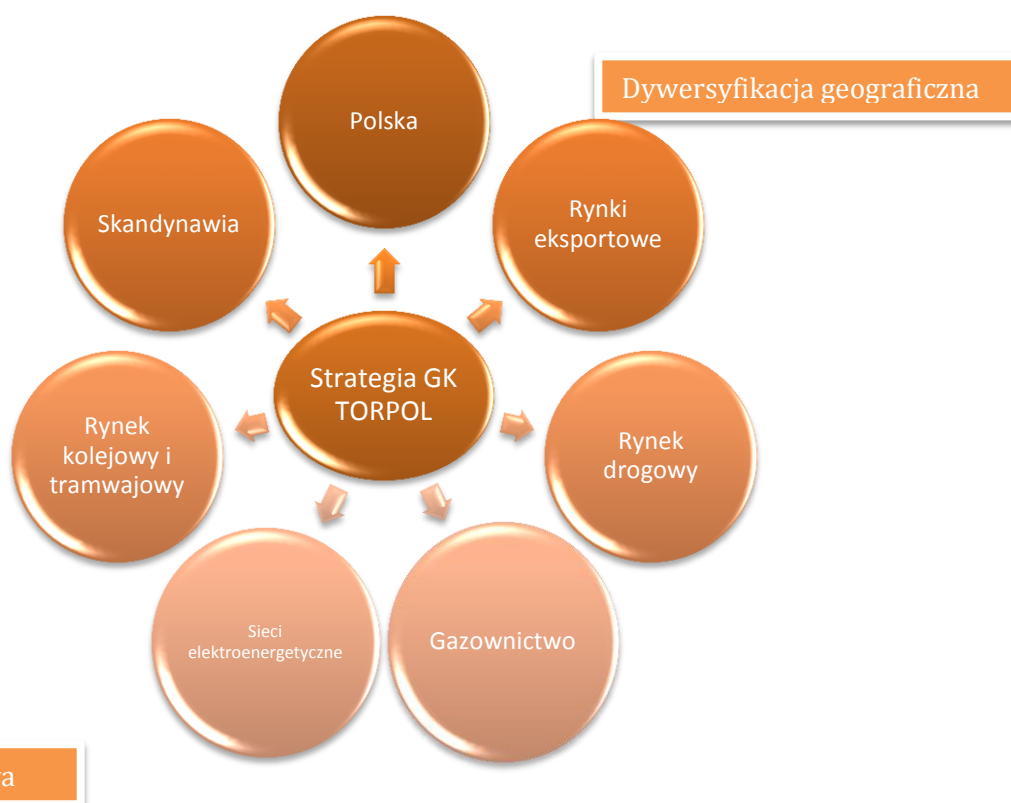 Polska
Dywersyfikacja geograficzna
Skandynawia
Rynki
eksportowe
Strategia GK
TORPOL
Rynek
kolejowy i
tramwajowy
Rynek
drogowy
Sieci
elektroenergetyczne
Gazownictwo